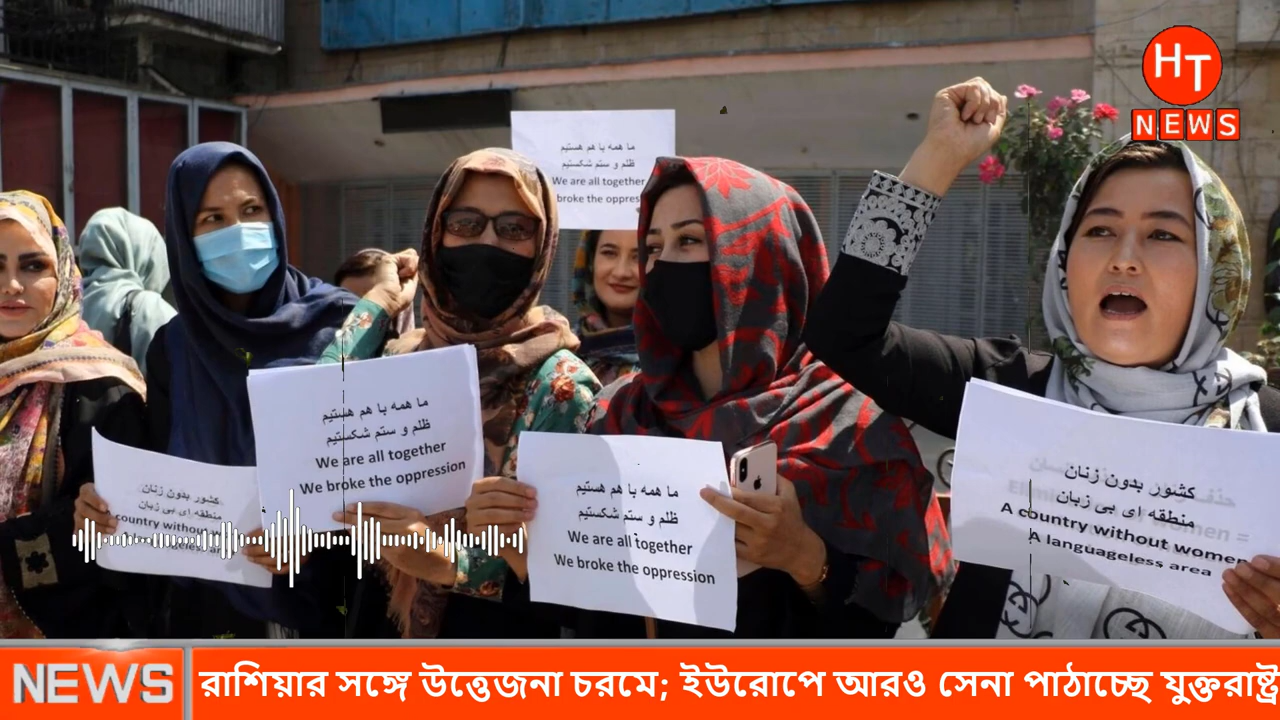 HT
NEWS
ما همه با هم هستیم
ظلم و ستم شکستیم
We are all together
broke the oppres
ما همه با هم هستیم
ظلم و ستم شکستیم
We are all together
We broke the oppression
کشور بدون زنان
منطقه ای بی زبان
country without
ما همه با هم هستیم
ظلم و ستم شکستیم
We are all together
We broke the oppression
کشور بدون زنان
منطقه ای بی زبان
A country without women
A languageless area
NEWS
রাশিয়ার সঙ্গে উত্তেজনা চরমে; ইউরোপে আরও সেনা পাঠাচ্ছে যুক্তরাষ্ট্র